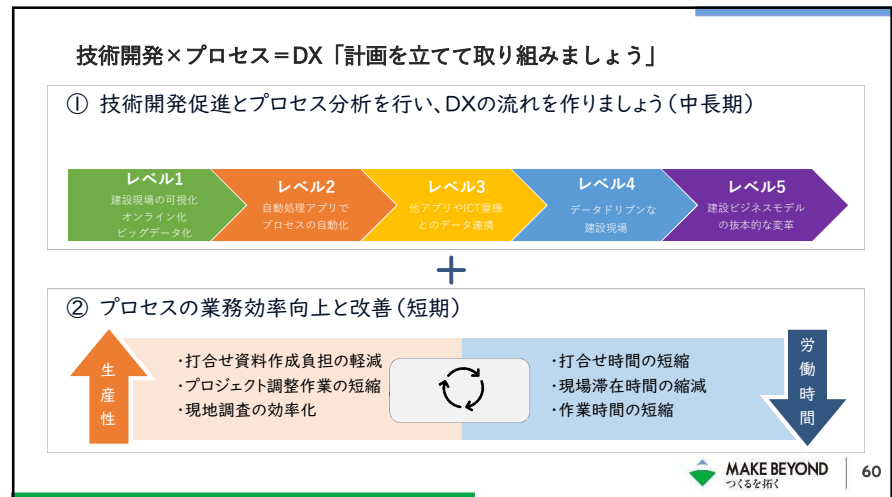 技術開発×プロセス=DX「計画を立てて取り組みましょう」
① 技術開発促進とプロセス分析を行い、DXの流れを作りましょう(中長期)
レベル1
建設現場の可視化
オンライン化
ビッグデータ化
レベル2
自動処理アプリで
プロセスの自動化
レベル3
他アプリやICT重機
とのデータ連携
レベル4
データドリブンな
建設現場
レベル5
建設ビジネスモデル
の抜本的な変革
+
② プロセスの業務効率向上と改善(短期)
生産性
・打合せ資料作成負担の軽減
・プロジェクト調整作業の短縮
・現地調査の効率化
・打合せ時間の短縮
・現場滞在時間の縮減
・作業時間の短縮
労働時間
MAKE BEYOND
つくるを拓く
60